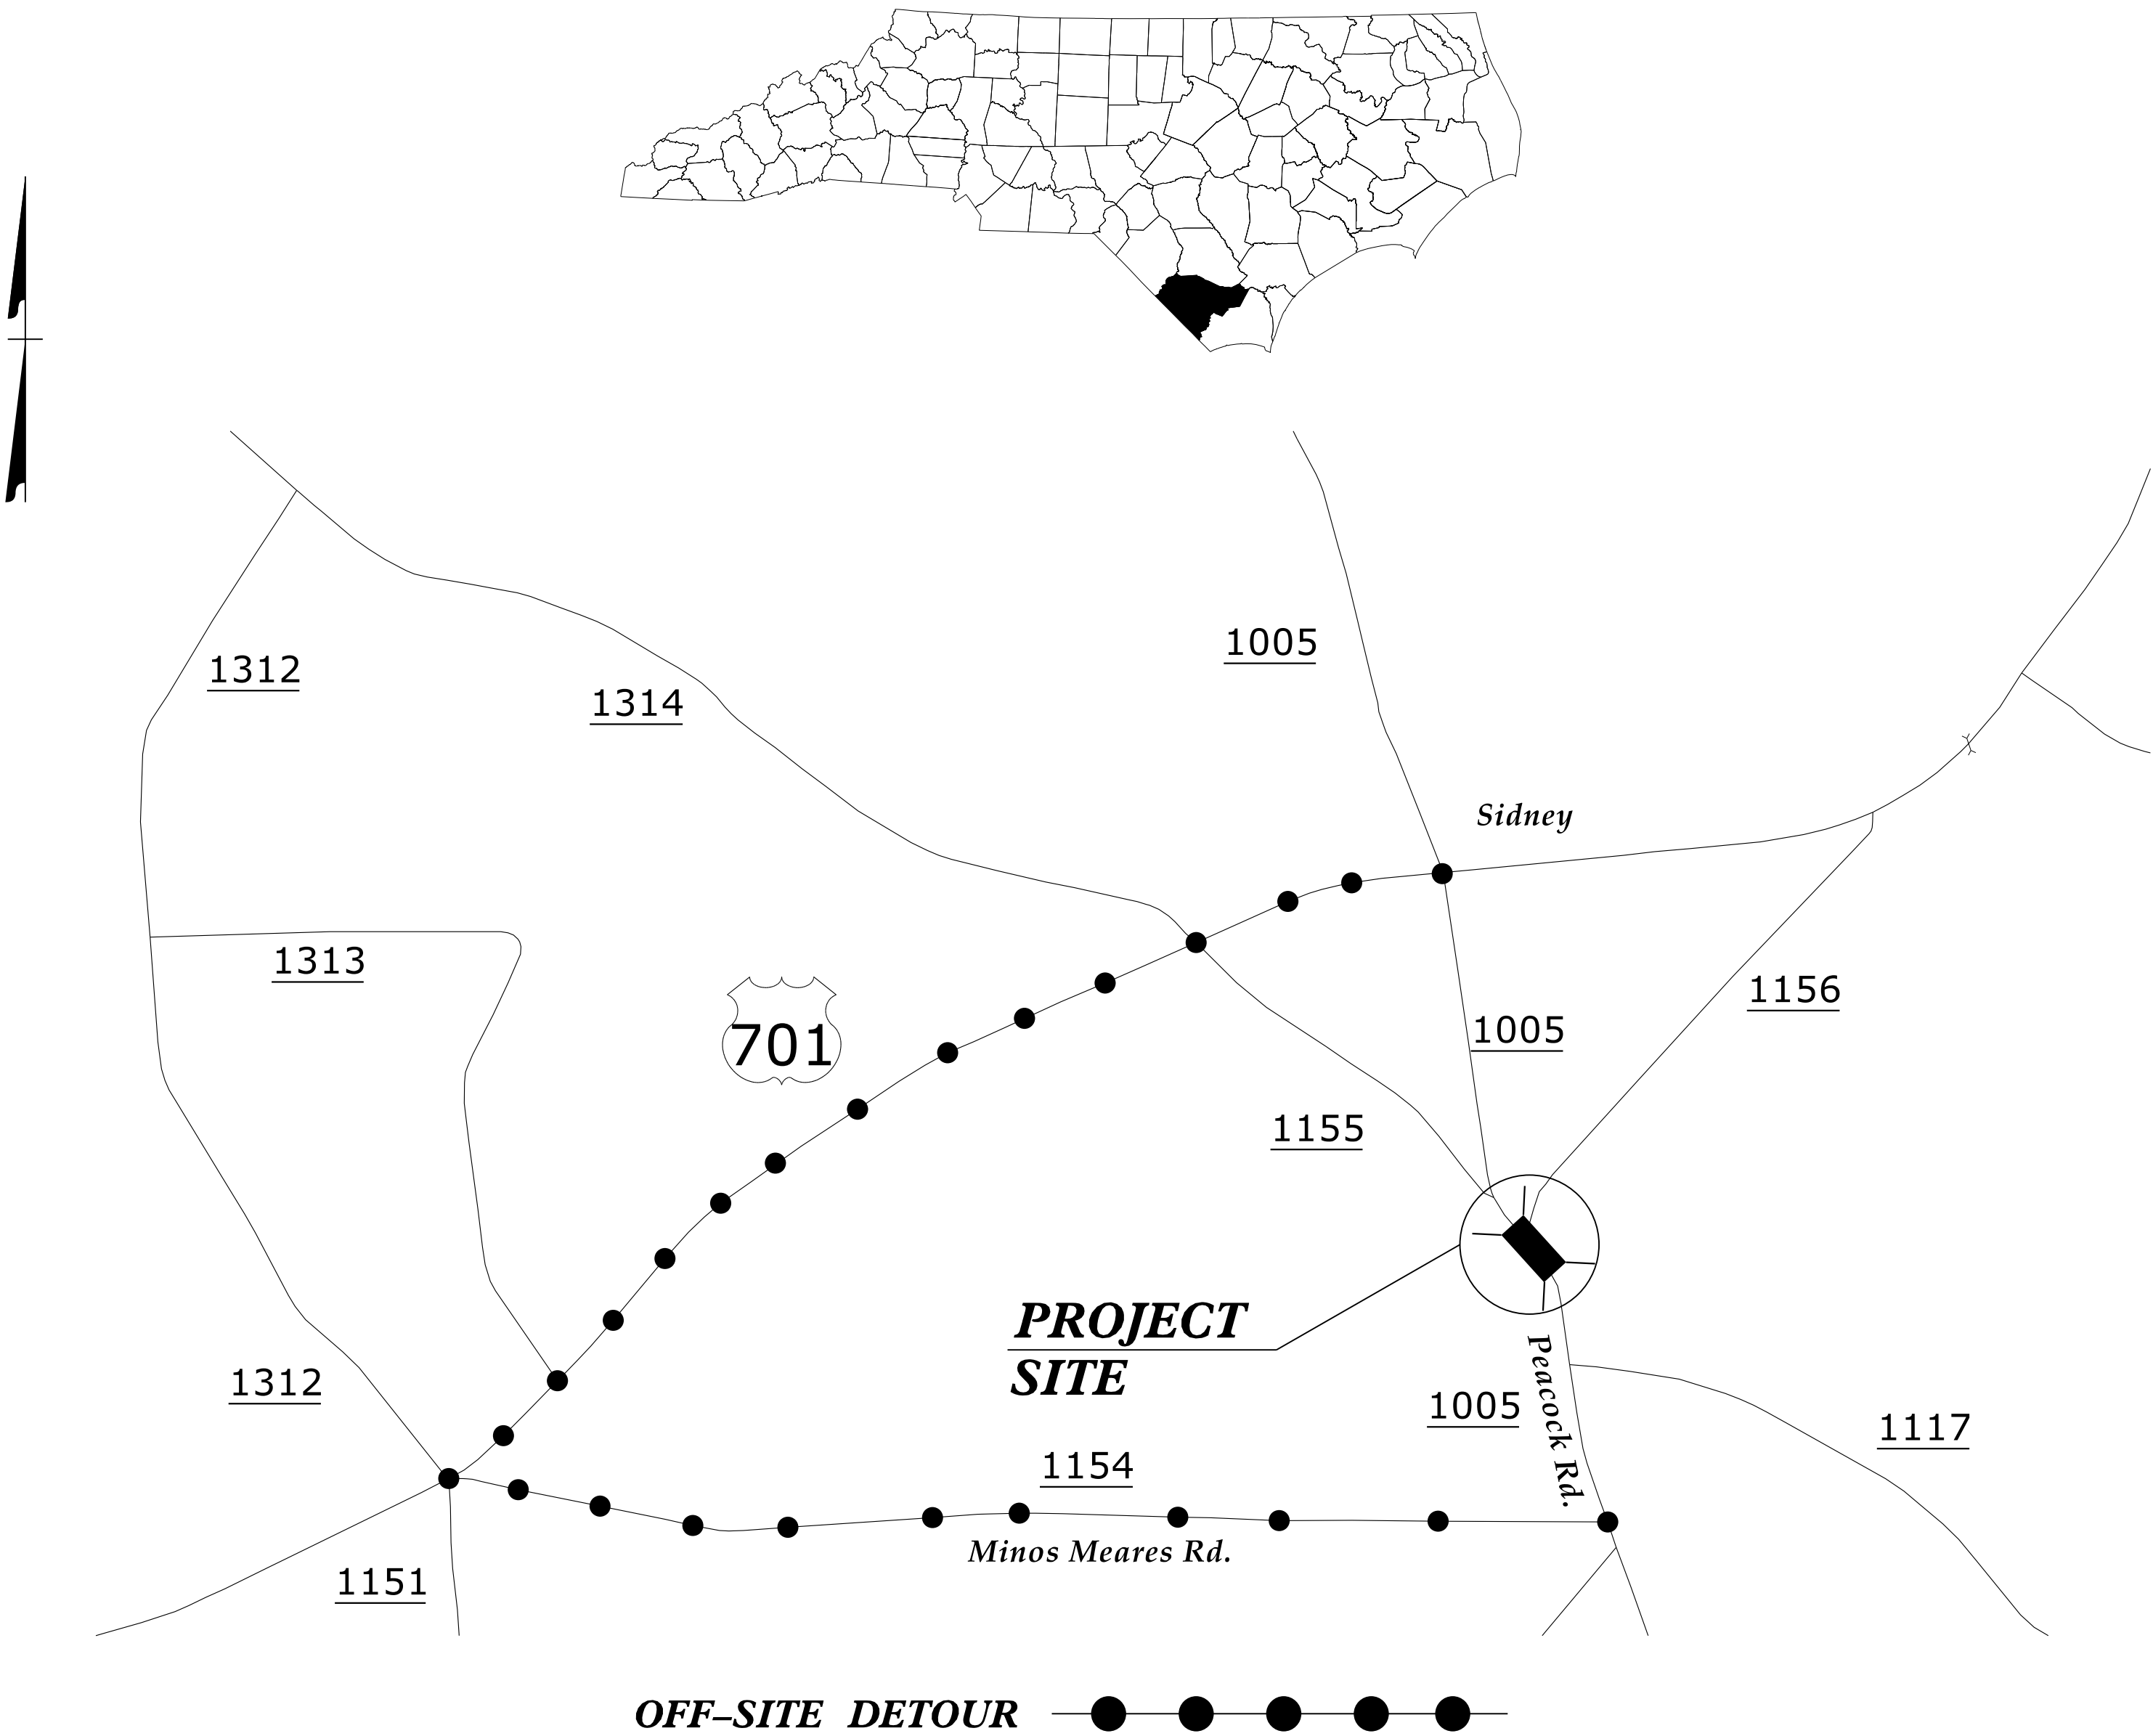 1005
1312
1314
Sidney
1313
1156
701
1005
1155
PROJECT
SITE
Peacock Rd.
1312
1005
1117
1154
Minos Meares Rd.
1151
OFF–SITE DETOUR